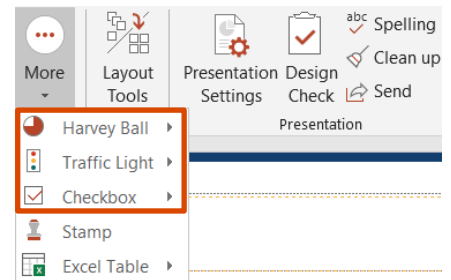 More
Layout
Tools
Presentation
Settings
Design
Check
abc Spelling
Clean up
Send
Presentation
Harvey Ball
Traffic Light
Checkbox
Stamp
Excel Table